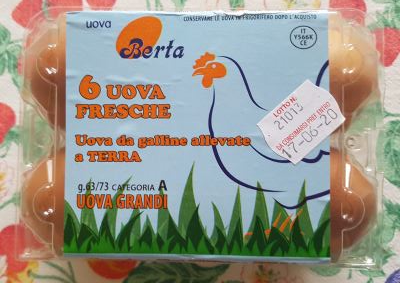 uova
Berta
CONSERVARE LE UOVA IN FRIGORIFERO DOPO L'ACQUISTO
IT
Y566K
CE
6 UOVA
FRESCHE
Uova da galline allevate
a TERRA
LOTTO N:
21013
DA CONSUMARSI PREF. ENTRO
17-06-20
g.63/73 CATEGORIA A
UOVA GRANDI